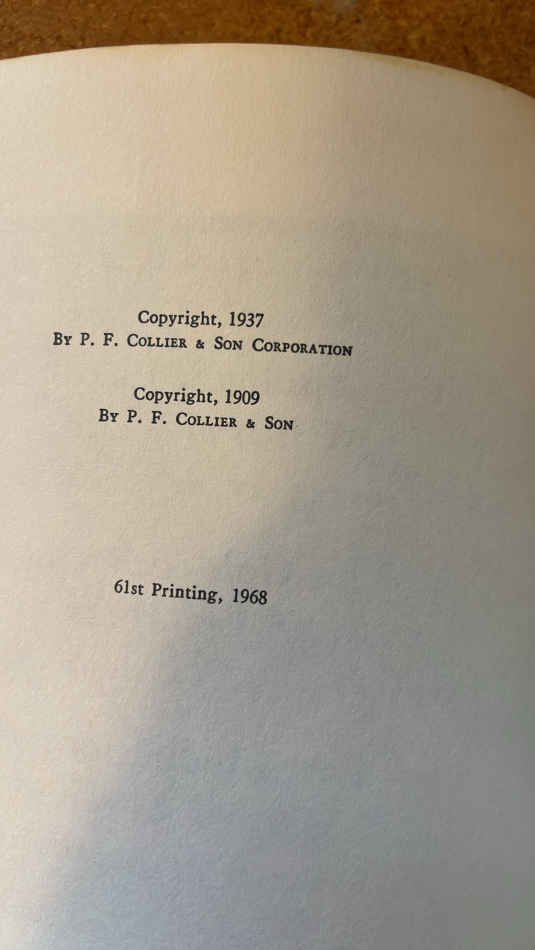 Copyright, 1937
By P. F. Collier & Son Corporation
Copyright, 1909
By P. F. Collier & Son
61st Printing, 1968